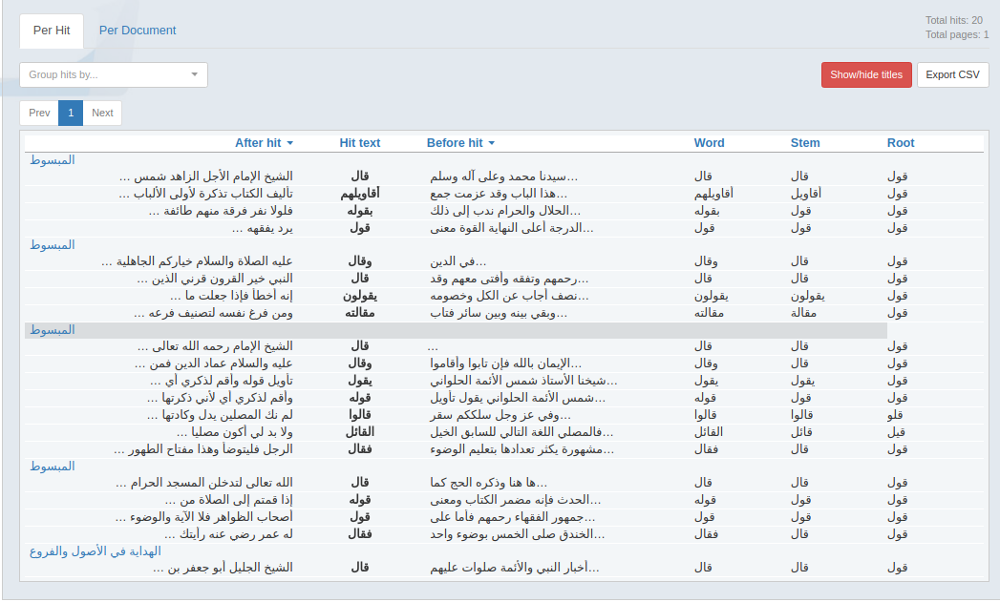 Per Hit Per Document
Total hits: 20
Total pages: 1
Group hits by...
Show/hide titles Export CSV
Prev 1 Next
After hit Hit text Before hit Word Stem Root
المبسوط
الشيخ الإمام الأجل الزاهد شمس ... قال ...سيدنا محمد وعلى آله وسلم قال قال قول
تأليف الكتاب تذكرة لأولى الألباب ... أقاويلهم ...هذا الباب وقد عزمت جمع أقاويلهم أقاويل قول
فلولا نفر فرقة منهم طائفة ... بقوله ...الحلال والحرام ندب إلى ذلك بقوله قول قول
يرد يفقهه ... قول ...الدرجة أعلى النهاية القوة معنى قول قول قول
المبسوط
عليه الصلاة والسلام خياركم الجاهلية ... وقال ...في الدين وقال قال قول
النبي خير القرون قرني الذين ... قال ...رحمهم وتفقه وأفتى معهم وقد قال قال قول
إنه أخطأ فإذا جعلت ما ... يقولون ...نصف أجاب عن الكل وخصومه يقولون يقولون قول
ومن فرغ نفسه لتصنيف فرعه ... مقالته ...وبقي بينه وبين سائر فتاب مقالته مقالة قول
المبسوط
الشيخ الإمام رحمه الله تعالى ... قال ... قال قال قول
عليه والسلام عماد الدين فمن ... وقال ...الإيمان بالله فإن تابوا وأقاموا وقال قال قول
تأويل قوله وأقم لذكري أي ... يقول ...شيخنا الأستاذ شمس الأئمة الحلواني يقول يقول قول
وأقم لذكري أي لأني ذكرتها ... قوله ...شمس الأئمة الحلواني يقول تأويل قوله قول قول
لم نك المصلين يدل وكادتها ... قالوا ...وفي عز وجل سلككم سقر قالوا قالوا قلو
ولا بد لي أكون مصليا ... القائل ...فالمصلي اللغة التالي للسابق الخيل القائل قائل قيل
الرجل فليتوضأ وهذا مفتاح الطهور ... فقال ...مشهورة يكثر تعدادها بتعليم الوضوء فقال قال قول
المبسوط
الله تعالى لتدخلن المسجد الحرام ... قال ...ها هنا وذكره الحج كما قال قال قول
إذا قمتم إلى الصلاة من ... قوله ...الحدث فإنه مضمر الكتاب ومعنى قوله قول قول
أصحاب الظواهر فلا الآية والوضوء ... قول ...جمهور الفقهاء رحمهم فأما على قول قول قول
له عمر رضي عنه رأيتك ... فقال ...الخندق صلى الخمس بوضوء واحد فقال قال قول
الهداية في الأصول والفروع
الشيخ الجليل أبو جعفر بن ... قال ...أخبار النبي والأئمة صلوات عليهم قال قال قول